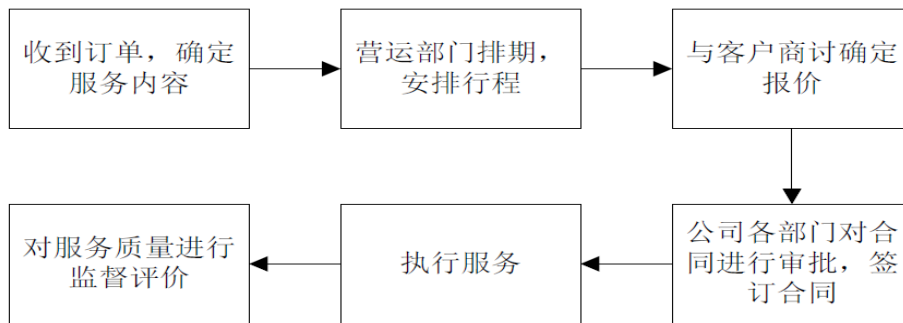 收到订单，确定
服务内容
营运部门排期，
安排行程
与客户商讨确定
报价
公司各部门对合
同进行审批，签
订合同
执行服务
对服务质量进行
监督评价